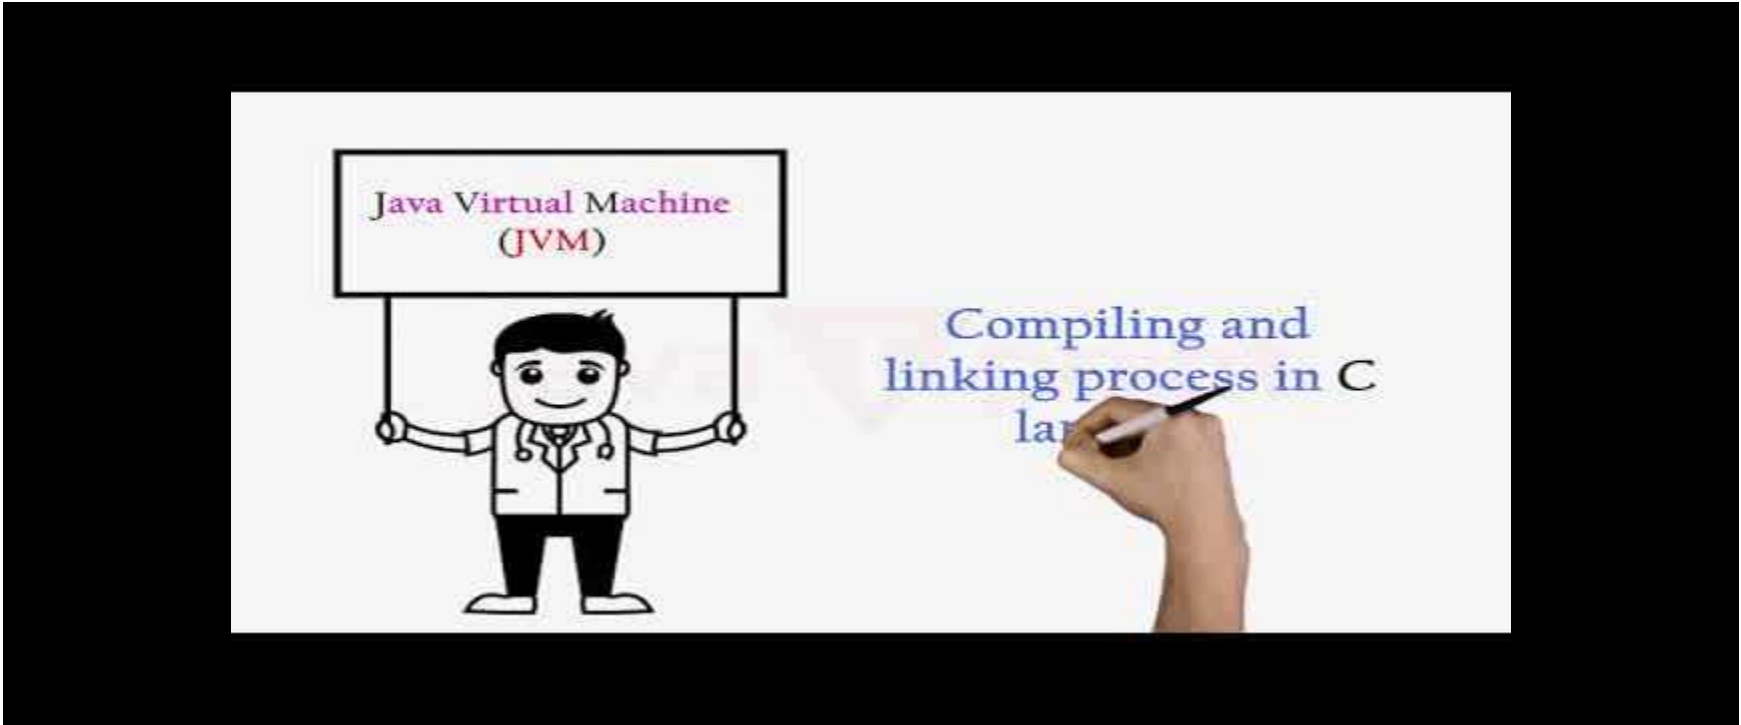 Java Virtual Machine
(JVM)
Compiling and
linking process in C